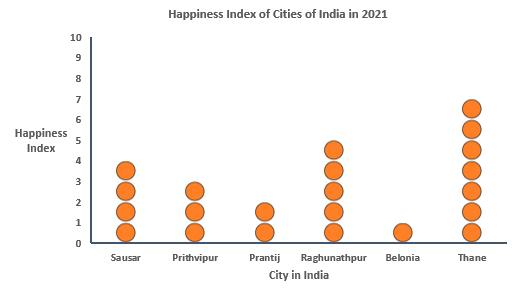 Happiness Index of Cities of India in 2021
10
9
8
7
6
5
4
3
2
1
0
Happiness
Index
Sausar Prithvipur Prantij Raghunathpur Belonia Thane
City in India